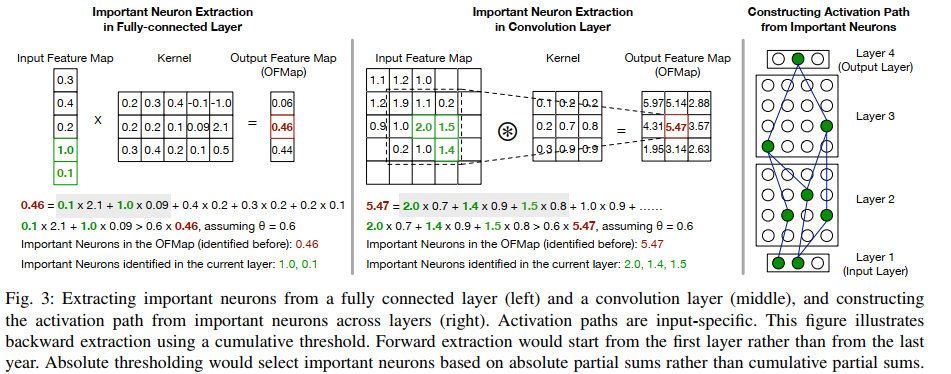 Important Neuron Extraction
in Fully-connected Layer
Input Feature Map
Kernel
Output Feature Map
(OFMap)
0.3
0.4
0.2
1.0
0.1
x
0.2 0.3 0.4 -0.1 -1.0
0.2 0.2 0.1 0.09 2.1
0.3 0.4 0.2 0.1 0.5
=
0.06
0.46
0.44
0.46 = 0.1 x 2.1 + 1.0 x 0.09 + 0.4 x 0.2 + 0.3 x 0.2 + 0.2 x 0.1
0.1 x 2.1 + 1.0 x 0.09 > 0.6 x 0.46, assuming θ = 0.6
Important Neurons in the OFMap (identified before): 0.46
Important Neurons identified in the current layer: 1.0, 0.1
Important Neuron Extraction
in Convolution Layer
Input Feature Map
Kernel
Output Feature Map
(OFMap)
1.1 1.2 1.0
1.2 1.9 1.1 0.2
0.9 1.0 2.0 1.5
0.2 1.0 1.4
0.1 0.2 0.2
0.2 0.7 0.8
0.3 0.9 0.9
=
5.97 5.14 2.88
4.31 5.47 3.57
1.95 3.14 2.63
5.47 = 2.0 x 0.7 + 1.4 x 0.9 + 1.5 x 0.8 + 1.0 x 0.9 + ......
2.0 x 0.7 + 1.4 x 0.9 + 1.5 x 0.8 > 0.6 x 5.47, assuming θ = 0.6
Important Neurons in the OFMap (identified before): 5.47
Important Neurons identified in the current layer: 2.0, 1.4, 1.5
Constructing Activation Path
from Important Neurons
Layer 4
(Output Layer)
Layer 3
Layer 2
Layer 1
(Input Layer)
Fig. 3: Extracting important neurons from a fully connected layer (left) and a convolution layer (middle), and constructing
the activation path from important neurons across layers (right). Activation paths are input-specific. This figure illustrates
backward extraction using a cumulative threshold. Forward extraction would start from the first layer rather than from the last
year. Absolute thresholding would select important neurons based on absolute partial sums rather than cumulative partial sums.